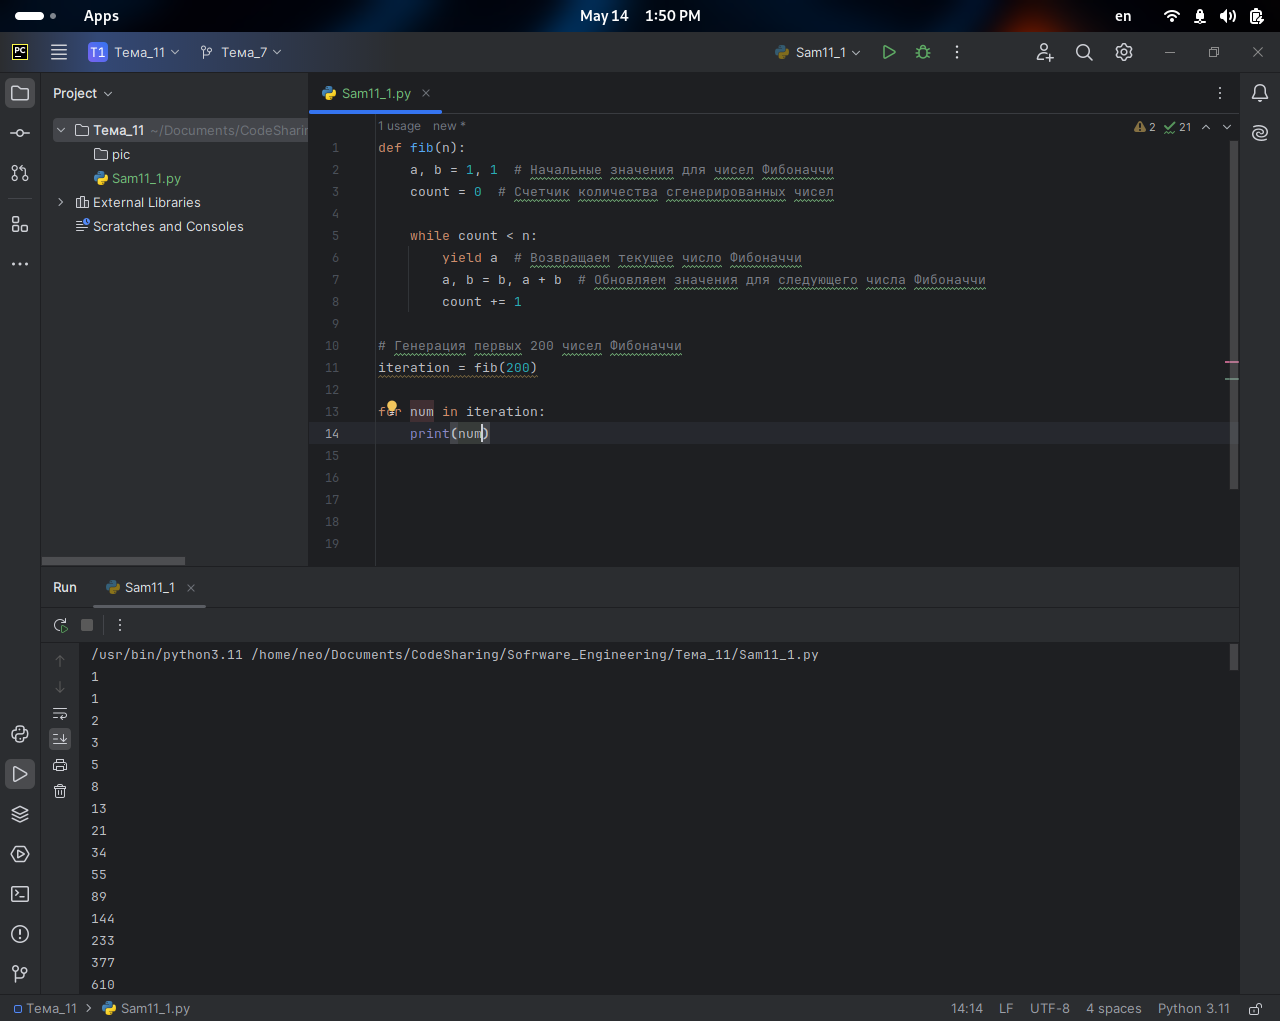 Apps May 14 1:50 PM en
PC T1 Тема_11 Тема_7 Sam11_1
Project
Sam11_1.py
Тема_11 ~/Documents/CodeSharin
pic
Sam11_1.py
External Libraries
Scratches and Consoles
1 usage new *
2 21
1 def fib(n):
2 a, b = 1, 1 # Начальные значения для чисел Фибоначчи
3 count = 0 # Счетчик количества сгенерированных чисел
4
5 while count < n:
6 yield a # Возвращаем текущее число Фибоначчи
7 a, b = b, a + b # Обновляем значения для следующего числа Фибоначчи
8 count += 1
9
10 # Генерация первых 200 чисел Фибоначчи
11 iteration = fib(200)
12
13 for num in iteration:
14 print(num)
15
16
17
18
19
Run Sam11_1
/usr/bin/python3.11 /home/neo/Documents/CodeSharing/Sofrware_Engineering/Тема_11/Sam11_1.py
1
1
2
3
5
8
13
21
34
55
89
144
233
377
610
Тема_11 Sam11_1.py 14:14 LF UTF-8 4 spaces Python 3.11